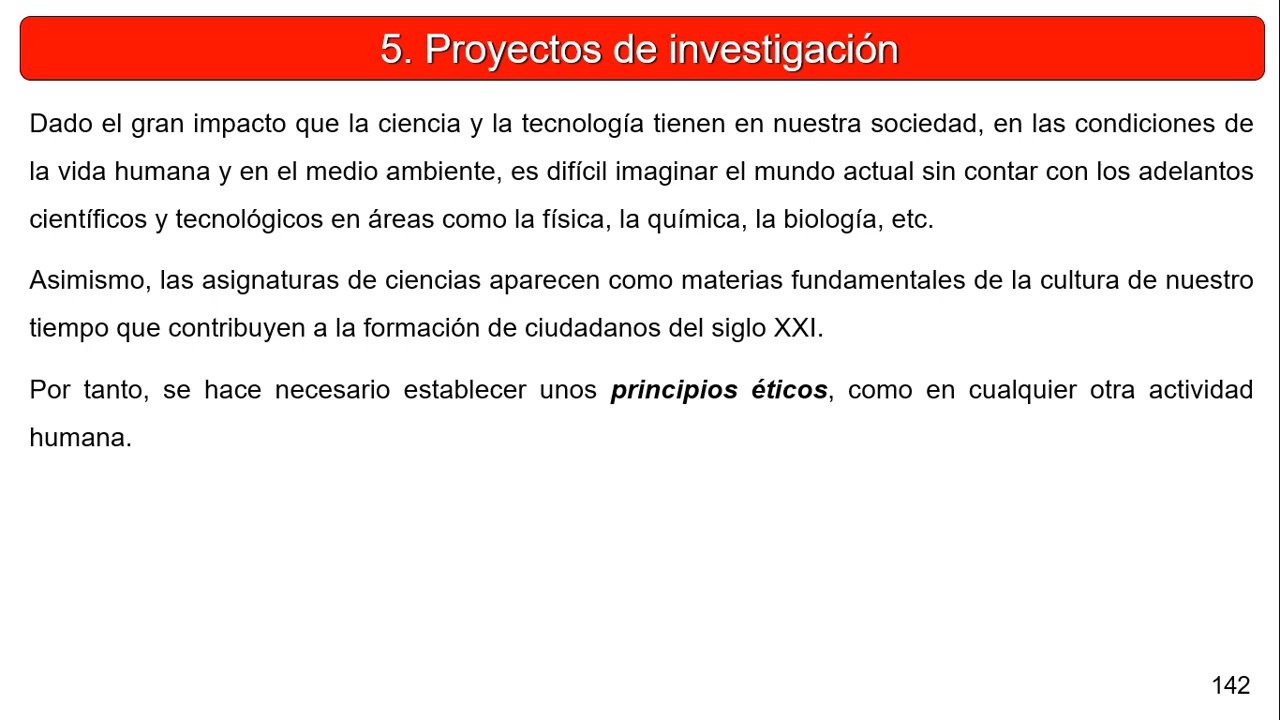 5. Proyectos de investigación
Dado el gran impacto que la ciencia y la tecnología tienen en nuestra sociedad, en las condiciones de
la vida humana y en el medio ambiente, es difícil imaginar el mundo actual sin contar con los adelantos
científicos y tecnológicos en áreas como la física, la química, la biología, etc.
Asimismo, las asignaturas de ciencias aparecen como materias fundamentales de la cultura de nuestro
tiempo que contribuyen a la formación de ciudadanos del siglo XXI.
Por tanto, se hace necesario establecer unos principios éticos, como en cualquier otra actividad
humana.
142